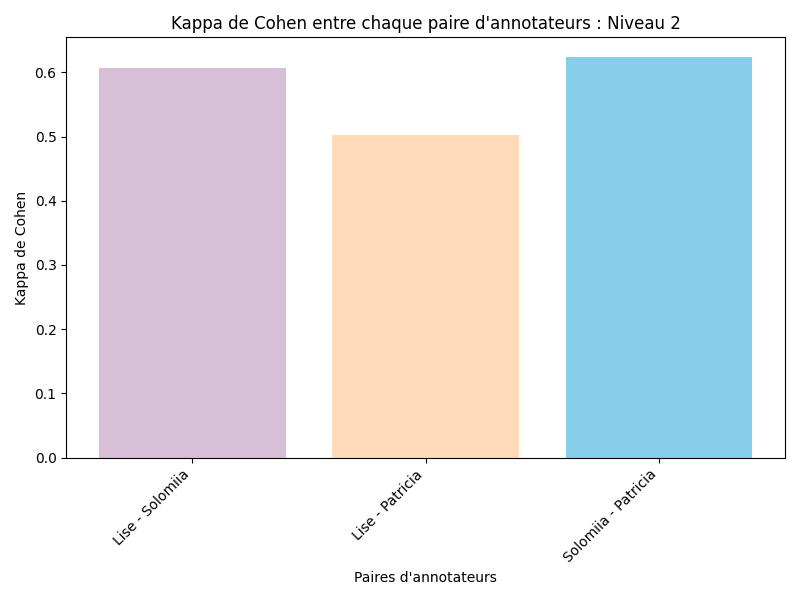 Kappa de Cohen entre chaque paire d'annotateurs : Niveau 2
Kappa de Cohen
0.6
0.5
0.4
0.3
0.2
0.1
0.0
Lise - Solomiia
Lise - Patricia
Solomiia - Patricia
Paires d'annotateurs